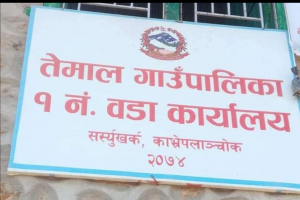 तेमाल गाउँपालिका
१ नं. वडा कार्यालय
सर्स्युखर्क, काभ्रेपलाञ्चोक
२०७४